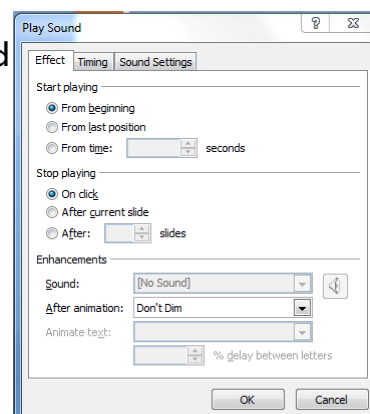 Play Sound
d
Effect Timing Sound Settings
Start playing
From beginning
From last position
From time: seconds
Stop playing
On click
After current slide
After: slides
Enhancements
Sound: [No Sound]
After animation: Don't Dim
Animate text:
% delay between letters
OK Cancel